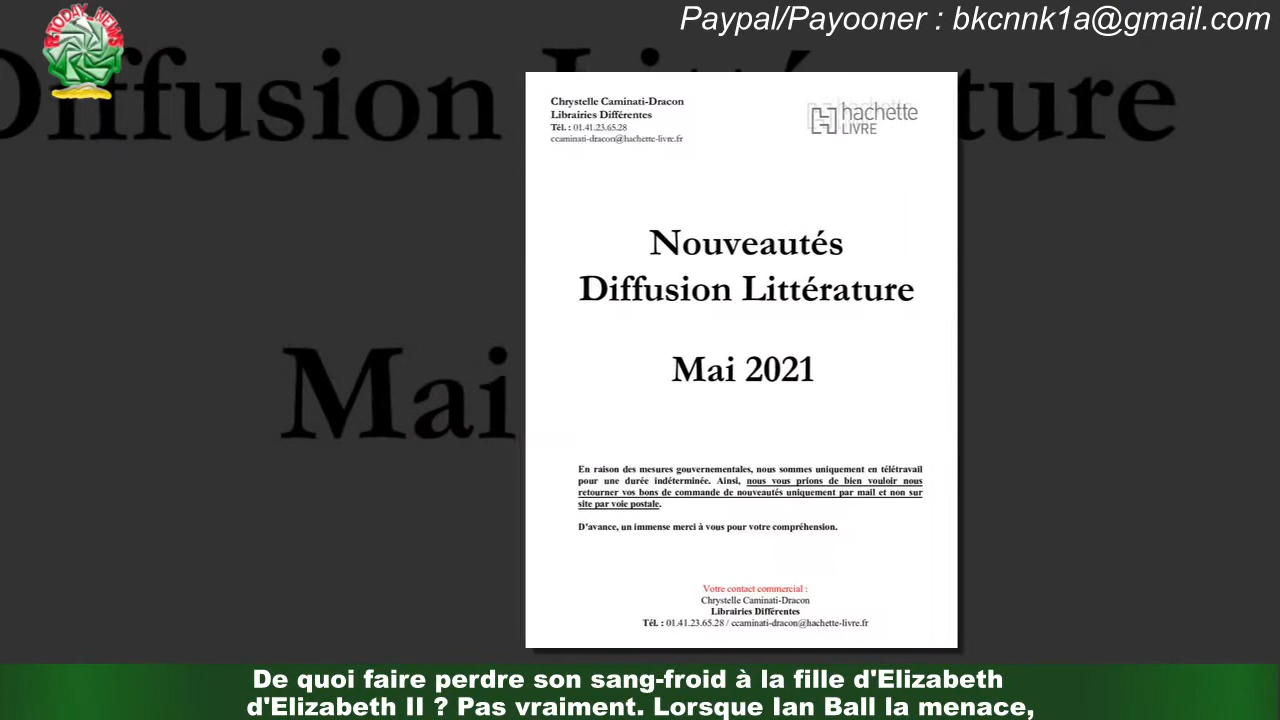 Paypal/Payooner : bkcnnk1a@gmail.com
E-TODAY_NEWS
Diffusion Littérature
Mai
Chrystelle Caminati-Dracon
Librairies Différentes
Tél. : 01.41.23.65.28
ccaminati-dracon@hachette-livre.fr
hachette
LIVRE
Nouveautés
Diffusion Littérature
Mai 2021
En raison des mesures gouvernementales, nous sommes uniquement en télétravail
pour une durée indéterminée. Ainsi, nous vous prions de bien vouloir nous
retourner vos bons de commande de nouveautés uniquement par mail et non sur
site par voie postale.
D'avance, un immense merci à vous pour votre compréhension.
Votre contact commercial :
Chrystelle Caminati-Dracon
Librairies Différentes
Tél. : 01.41.23.65.28 / ccaminati-dracon@hachette-livre.fr
De quoi faire perdre son sang-froid à la fille d'Elizabeth
d'Elizabeth II ? Pas vraiment. Lorsque Ian Ball la menace,